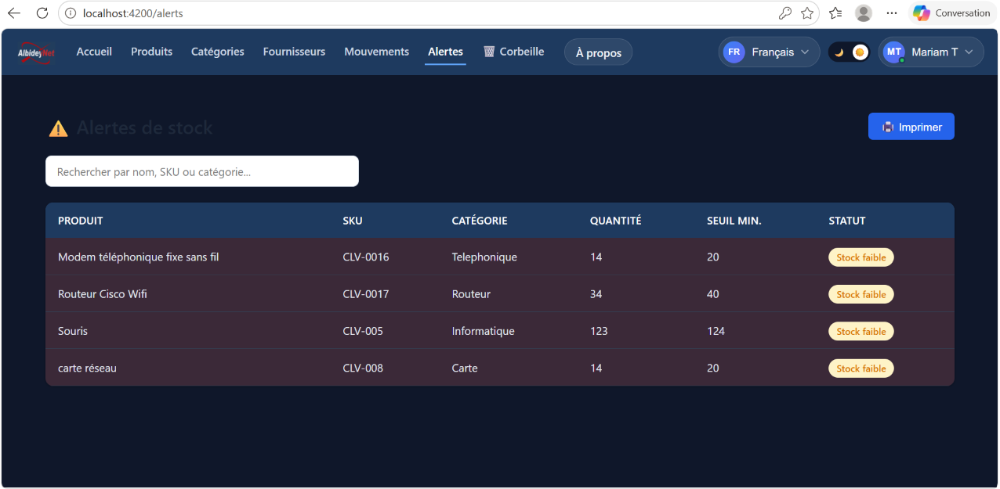 localhost:4200/alerts
Conversation
AlbideyNet Accueil Produits Catégories Fournisseurs Mouvements Alertes Corbeille À propos FR Français MT Mariam T
Alertes de stock
Imprimer
Rechercher par nom, SKU ou catégorie...
PRODUIT SKU CATÉGORIE QUANTITÉ SEUIL MIN. STATUT
Modem téléphonique fixe sans fil CLV-0016 Telephonique 14 20 Stock faible
Routeur Cisco Wifi CLV-0017 Routeur 34 40 Stock faible
Souris CLV-005 Informatique 123 124 Stock faible
carte réseau CLV-008 Carte 14 20 Stock faible